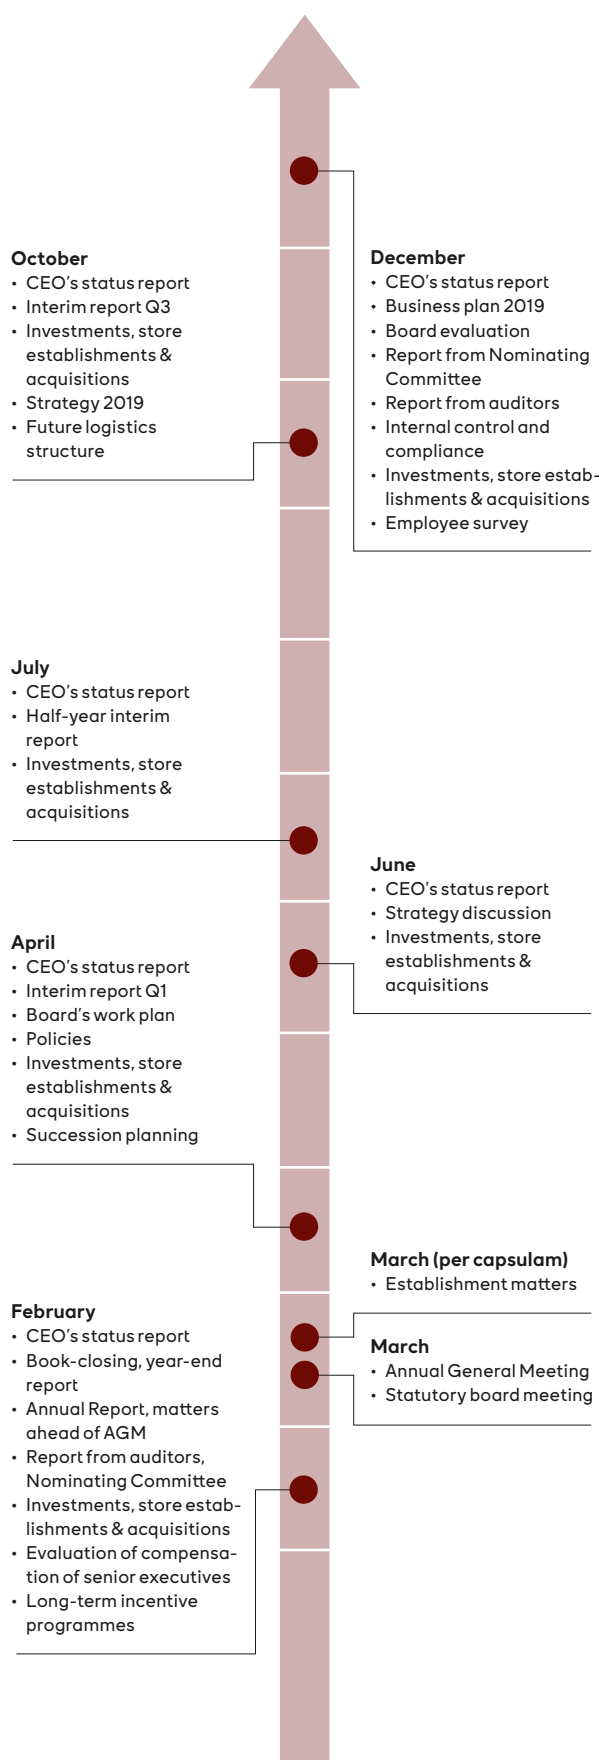 October
• CEO's status report
• Interim report Q3
• Investments, store
establishments &
acquisitions
• Strategy 2019
• Future logistics
structure
December
• CEO's status report
• Business plan 2019
• Board evaluation
• Report from Nominating
Committee
• Report from auditors
• Internal control and
compliance
• Investments, store estab-
lishments & acquisitions
• Employee survey
July
• CEO's status report
• Half-year interim
report
• Investments, store
establishments &
acquisitions
June
• CEO's status report
• Strategy discussion
• Investments, store
establishments &
acquisitions
April
• CEO's status report
• Interim report Q1
• Board's work plan
• Policies
• Investments, store
establishments &
acquisitions
• Succession planning
March (per capsulam)
• Establishment matters
March
• Annual General Meeting
• Statutory board meeting
February
• CEO's status report
• Book-closing, year-end
report
• Annual Report, matters
ahead of AGM
• Report from auditors,
Nominating Committee
• Investments, store estab-
lishments & acquisitions
• Evaluation of compensa-
tion of senior executives
• Long-term incentive
programmes